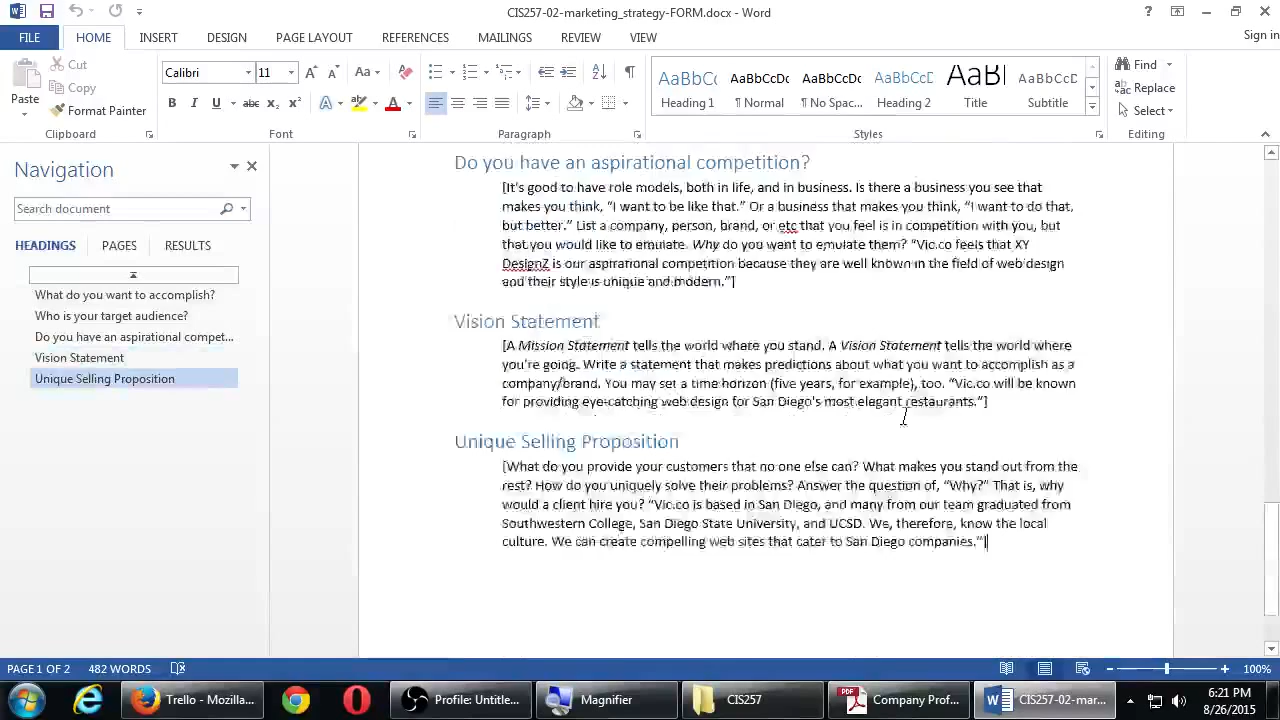 CIS257-02-marketing_strategy-FORM.docx - Word
FILE HOME INSERT DESIGN PAGE LAYOUT REFERENCES MAILINGS REVIEW VIEW Sign in
Paste
Cut
Copy
Format Painter
Clipboard
Calibri 11
Font
Paragraph
AaBbCc AaBbCcDc AaBbCcDc AaBbCcD AaBl AaBbCcD
Heading 1 ¶ Normal ¶ No Spac... Heading 2 Title Subtitle
Styles
Find
Replace
Select
Editing
Navigation
Search document
HEADINGS PAGES RESULTS
What do you want to accomplish?
Who is your target audience?
Do you have an aspirational compet...
Vision Statement
Unique Selling Proposition
Do you have an aspirational competition?
[It's good to have role models, both in life, and in business. Is there a business you see that
makes you think, “I want to be like that.” Or a business that makes you think, “I want to do that,
but better.” List a company, person, brand, or etc that you feel is in competition with you, but
that you would like to emulate. Why do you want to emulate them? “Vic.co feels that XY
DesignZ is our aspirational competition because they are well known in the field of web design
and their style is unique and modern.”]
Vision Statement
[A Mission Statement tells the world where you stand. A Vision Statement tells the world where
you're going. Write a statement that makes predictions about what you want to accomplish as a
company/brand. You may set a time horizon (five years, for example), too. “Vic.co will be known
for providing eye-catching web design for San Diego's most elegant restaurants.”]
Unique Selling Proposition
[What do you provide your customers that no one else can? What makes you stand out from the
rest? How do you uniquely solve their problems? Answer the question of, “Why?” That is, why
would a client hire you? “Vic.co is based in San Diego, and many from our team graduated from
Southwestern College, San Diego State University, and UCSD. We, therefore, know the local
culture. We can create compelling web sites that cater to San Diego companies.”]
PAGE 1 OF 2 482 WORDS 100%
Trello - Mozilla... Profile: Untitle... Magnifier CIS257 Company Prof... CIS257-02-mar... 6:21 PM
8/26/2015